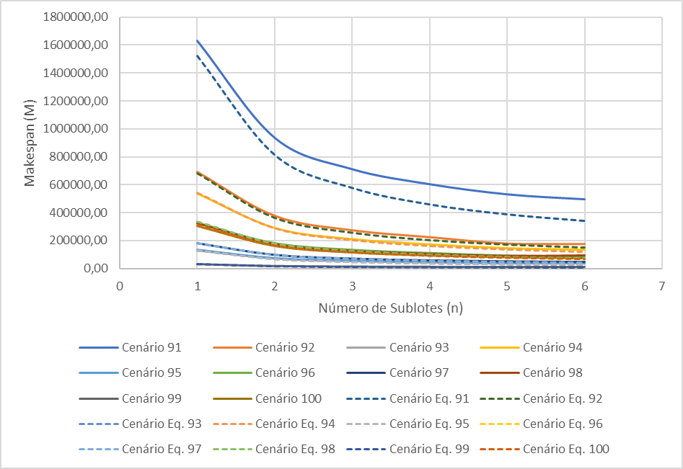 1800000,00
1600000,00
1400000,00
1200000,00
1000000,00
800000,00
600000,00
400000,00
200000,00
0,00
Makespan (M)
0 1 2 3 4 5 6 7
Número de Sublotes (n)
Cenário 91 Cenário 92 Cenário 93 Cenário 94
Cenário 95 Cenário 96 Cenário 97 Cenário 98
Cenário 99 Cenário 100 Cenário Eq. 91 Cenário Eq. 92
Cenário Eq. 93 Cenário Eq. 94 Cenário Eq. 95 Cenário Eq. 96
Cenário Eq. 97 Cenário Eq. 98 Cenário Eq. 99 Cenário Eq. 100